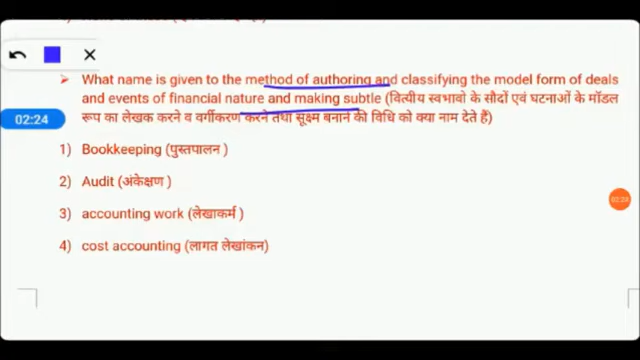 What name is given to the method of authoring and classifying the model form of deals
and events of financial nature and making subtle (वित्यीय स्वभावो के सौदों एवं घटनाओं के मॉडल
रूप का लेखक करने व वर्गीकरण करने तथा सूक्ष्म बनाने की विधि को क्या नाम देते हैं)
02:24
1) Bookkeeping (पुस्तपालन )
2) Audit (अंकेक्षण )
02:24
3) accounting work (लेखाकर्म )
4) cost accounting (लागत लेखांकन)